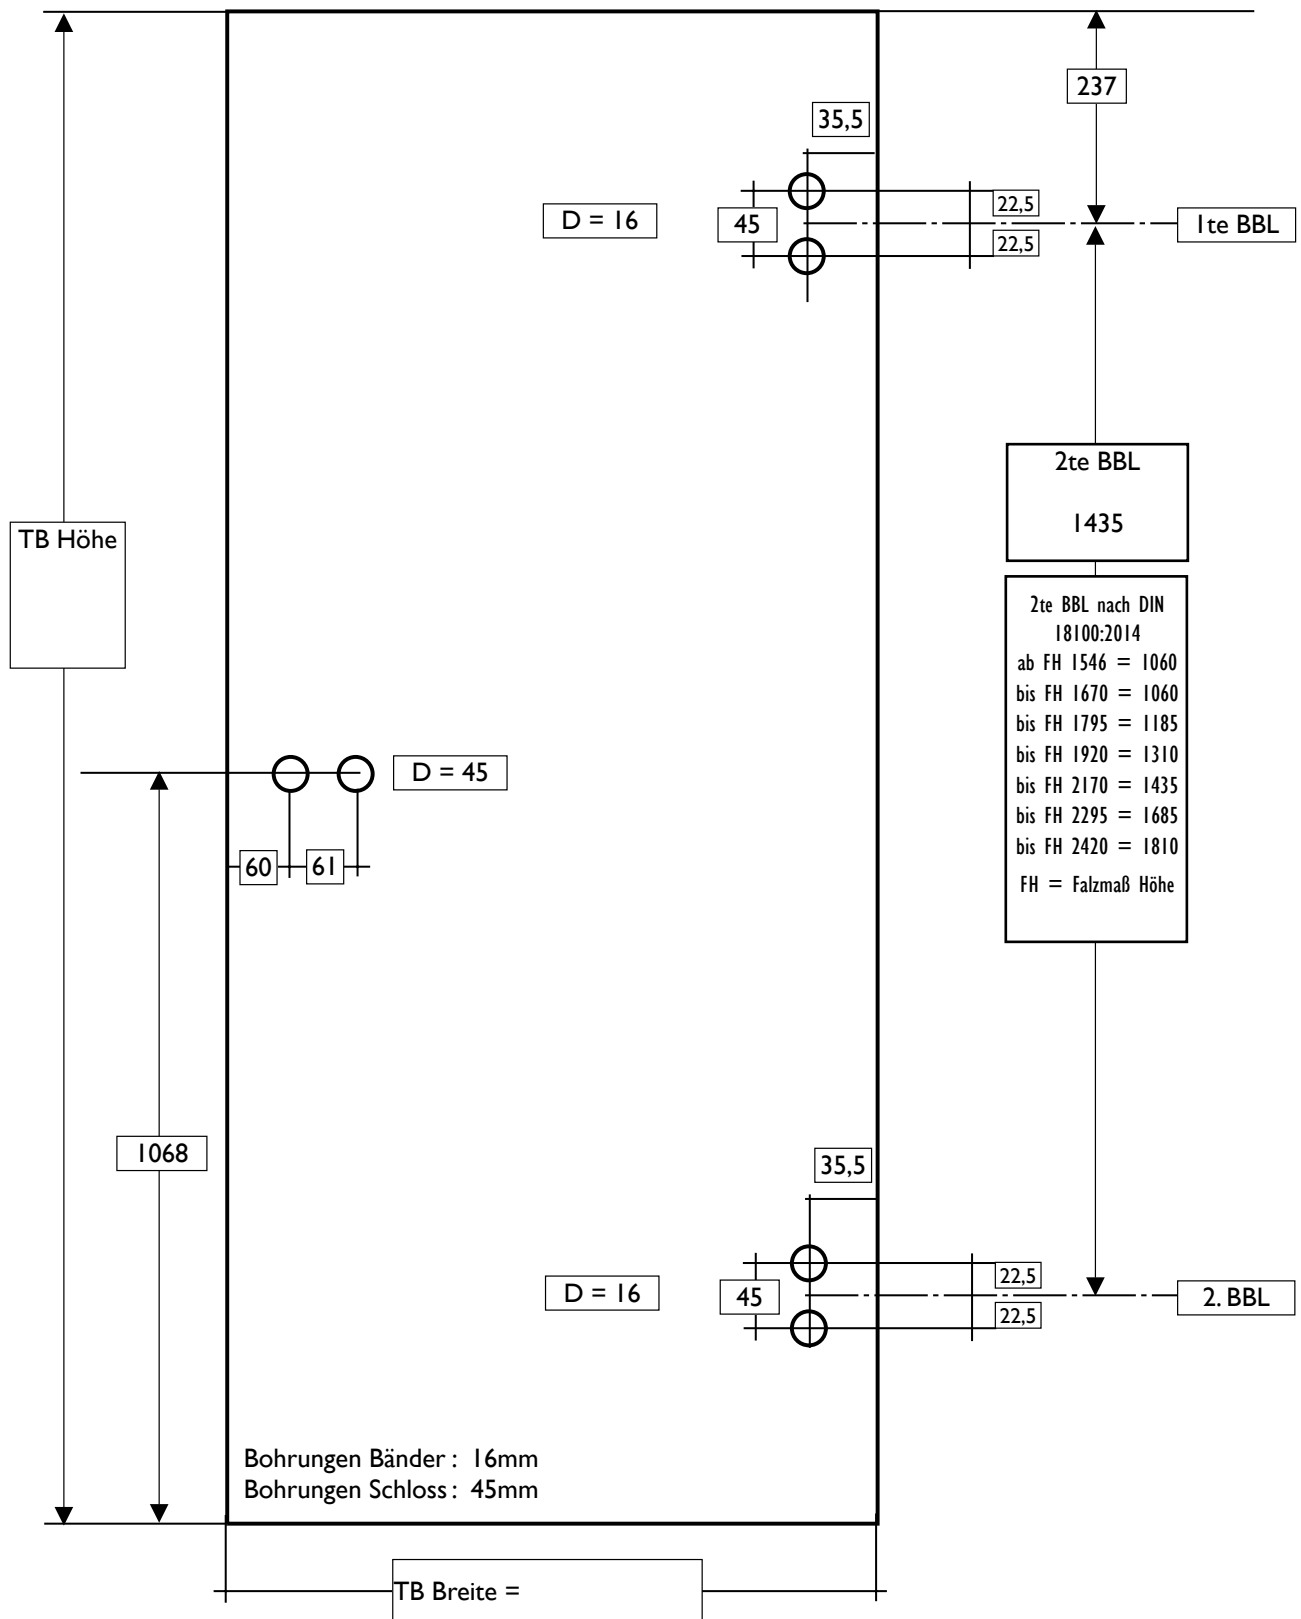 237
35,5
D = 16
45
22,5
22,5
1te BBL
2te BBL
1435
TB Höhe
2te BBL nach DIN
18100:2014
ab FH 1546 = 1060
bis FH 1670 = 1060
bis FH 1795 = 1185
bis FH 1920 = 1310
bis FH 2170 = 1435
bis FH 2295 = 1685
bis FH 2420 = 1810
FH = Falzmaß Höhe
D = 45
60
61
1068
35,5
D = 16
45
22,5
22,5
2. BBL
Bohrungen Bänder : 16mm
Bohrungen Schloss : 45mm
TB Breite =